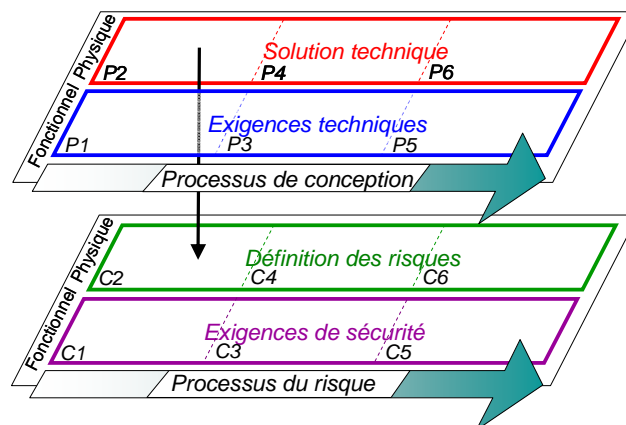 Physique
Solution technique
P2
P4
P6
Fonctionnel
Exigences techniques
P1
P3
P5
Processus de conception
Physique
Définition des risques
C2
C4
C6
Fonctionnel
Exigences de sécurité
C1
C3
C5
Processus du risque